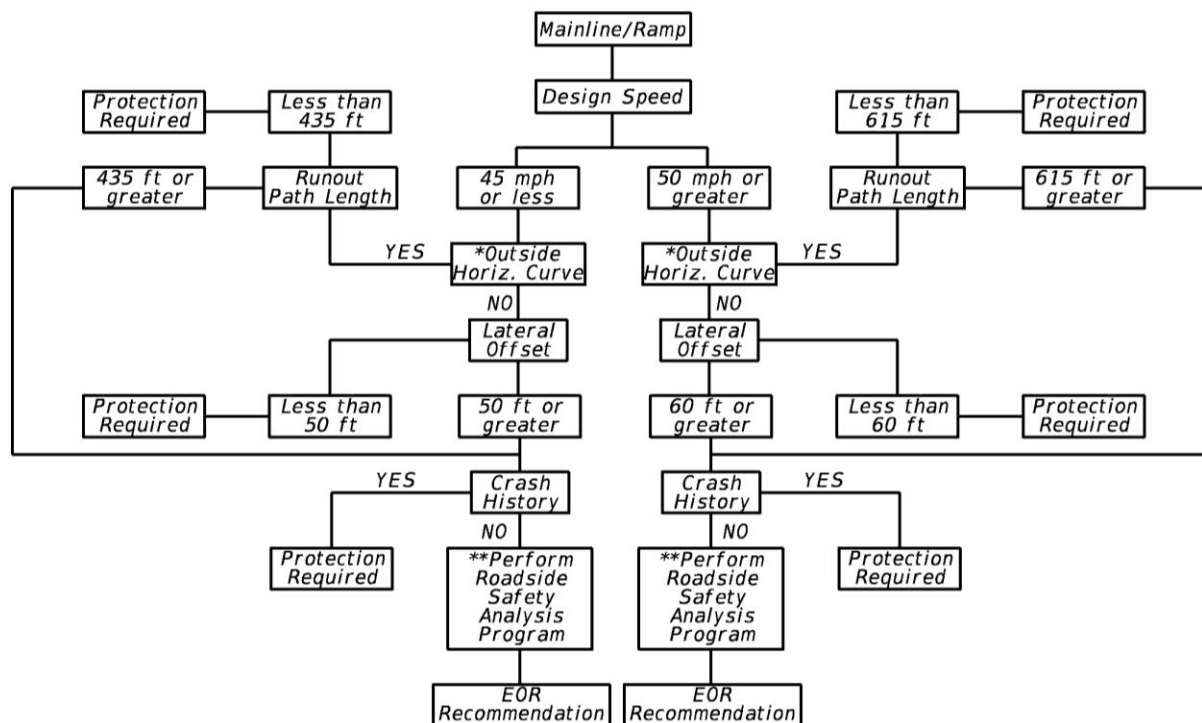 Mainline/Ramp
Design Speed
Protection
Required
Less than
435 ft
Less than
615 ft
Protection
Required
435 ft or
greater
Runout
Path Length
45 mph
or less
50 mph or
greater
Runout
Path Length
615 ft or
greater
YES
*Outside
Horiz. Curve
*Outside
Horiz. Curve
YES
NO
NO
Lateral
Offset
Lateral
Offset
Protection
Required
Less than
50 ft
50 ft or
greater
60 ft or
greater
Less than
60 ft
Protection
Required
YES
Crash
History
Crash
History
YES
NO
NO
Protection
Required
**Perform
Roadside
Safety
Analysis
Program
**Perform
Roadside
Safety
Analysis
Program
Protection
Required
EOR
Recommendation
EOR
Recommendation